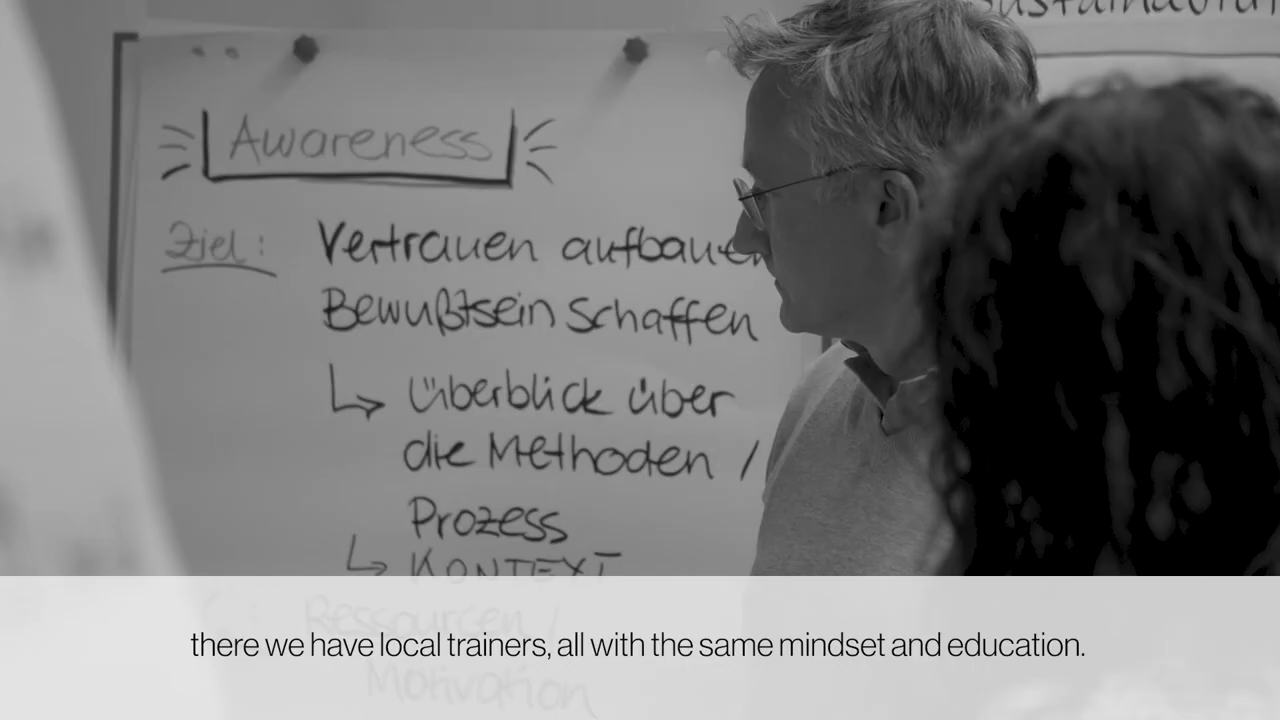 Sustainabili
Awareness
Ziel: Vertrauen aufbauen
Bewußtsein schaffen
↳ Überblick über
die Methoden /
Prozess
↳ KONTEXT
Ressourcen /
Motivation
there we have local trainers, all with the same mindset and education.